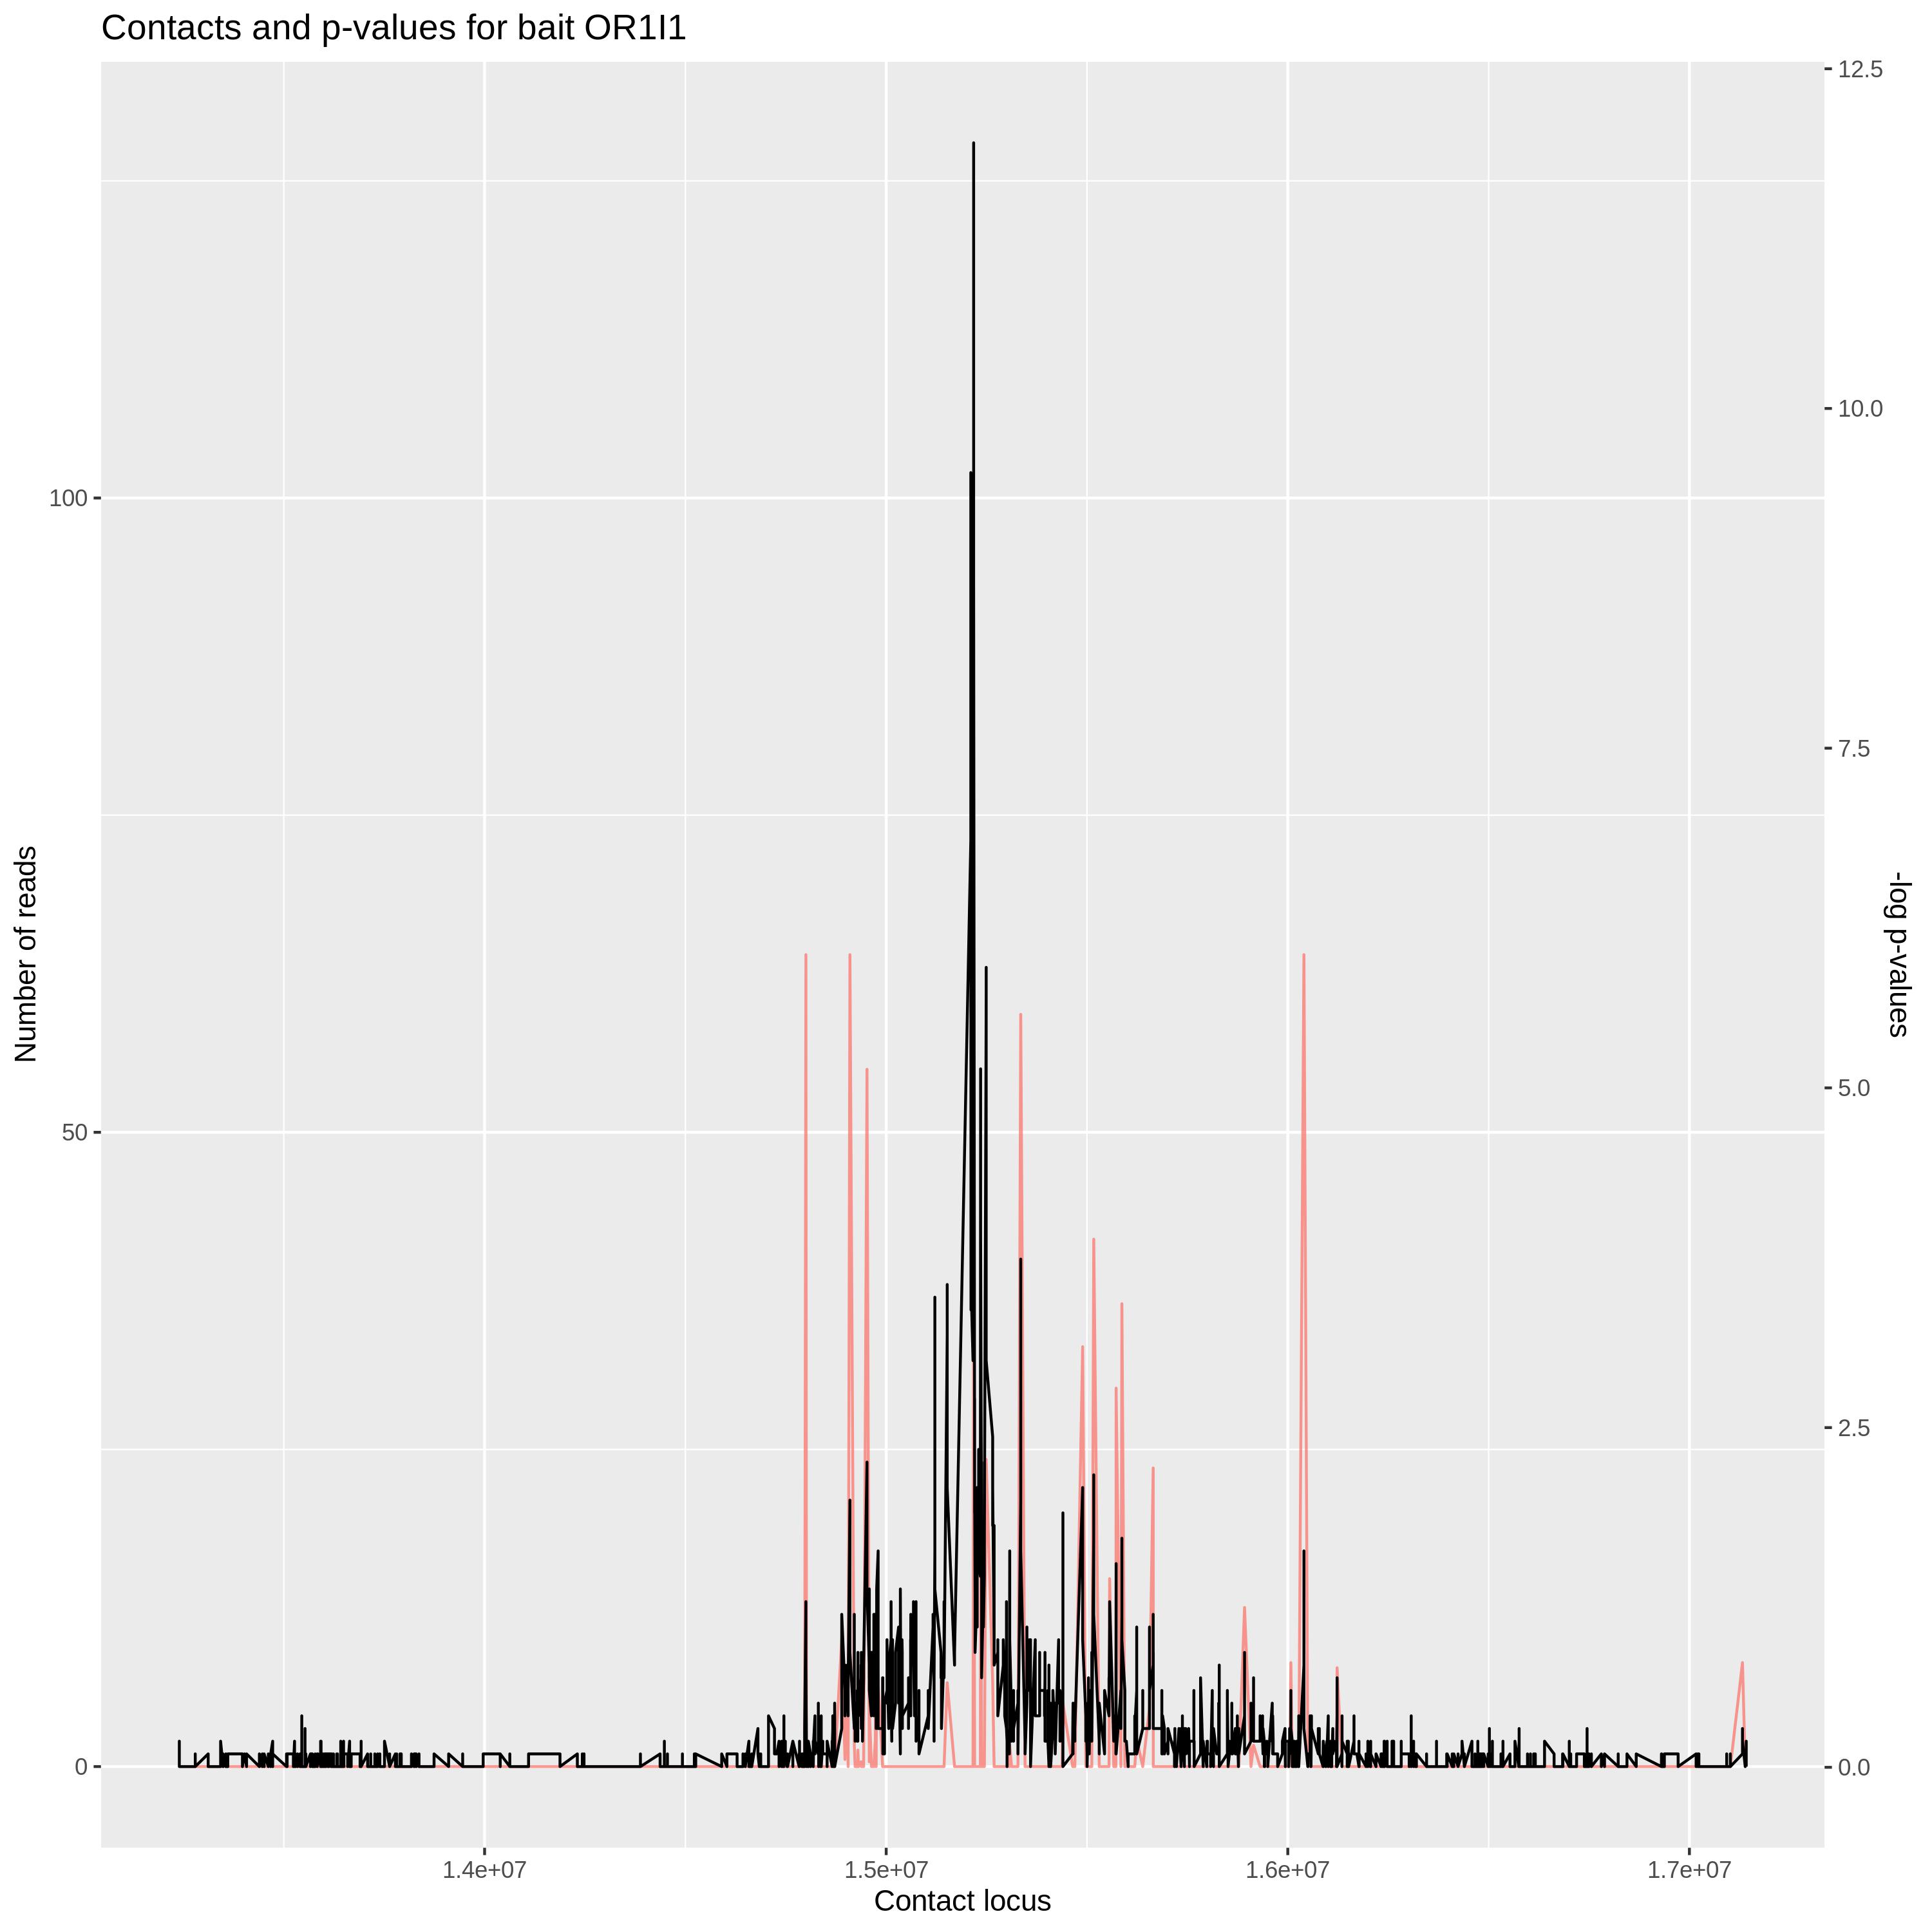 Contacts and p-values for bait OR1I1
Number of reads
100
50
0
12.5
10.0
7.5
5.0
2.5
0.0
-log p-values
1.4e+07
1.5e+07
1.6e+07
1.7e+07
Contact locus